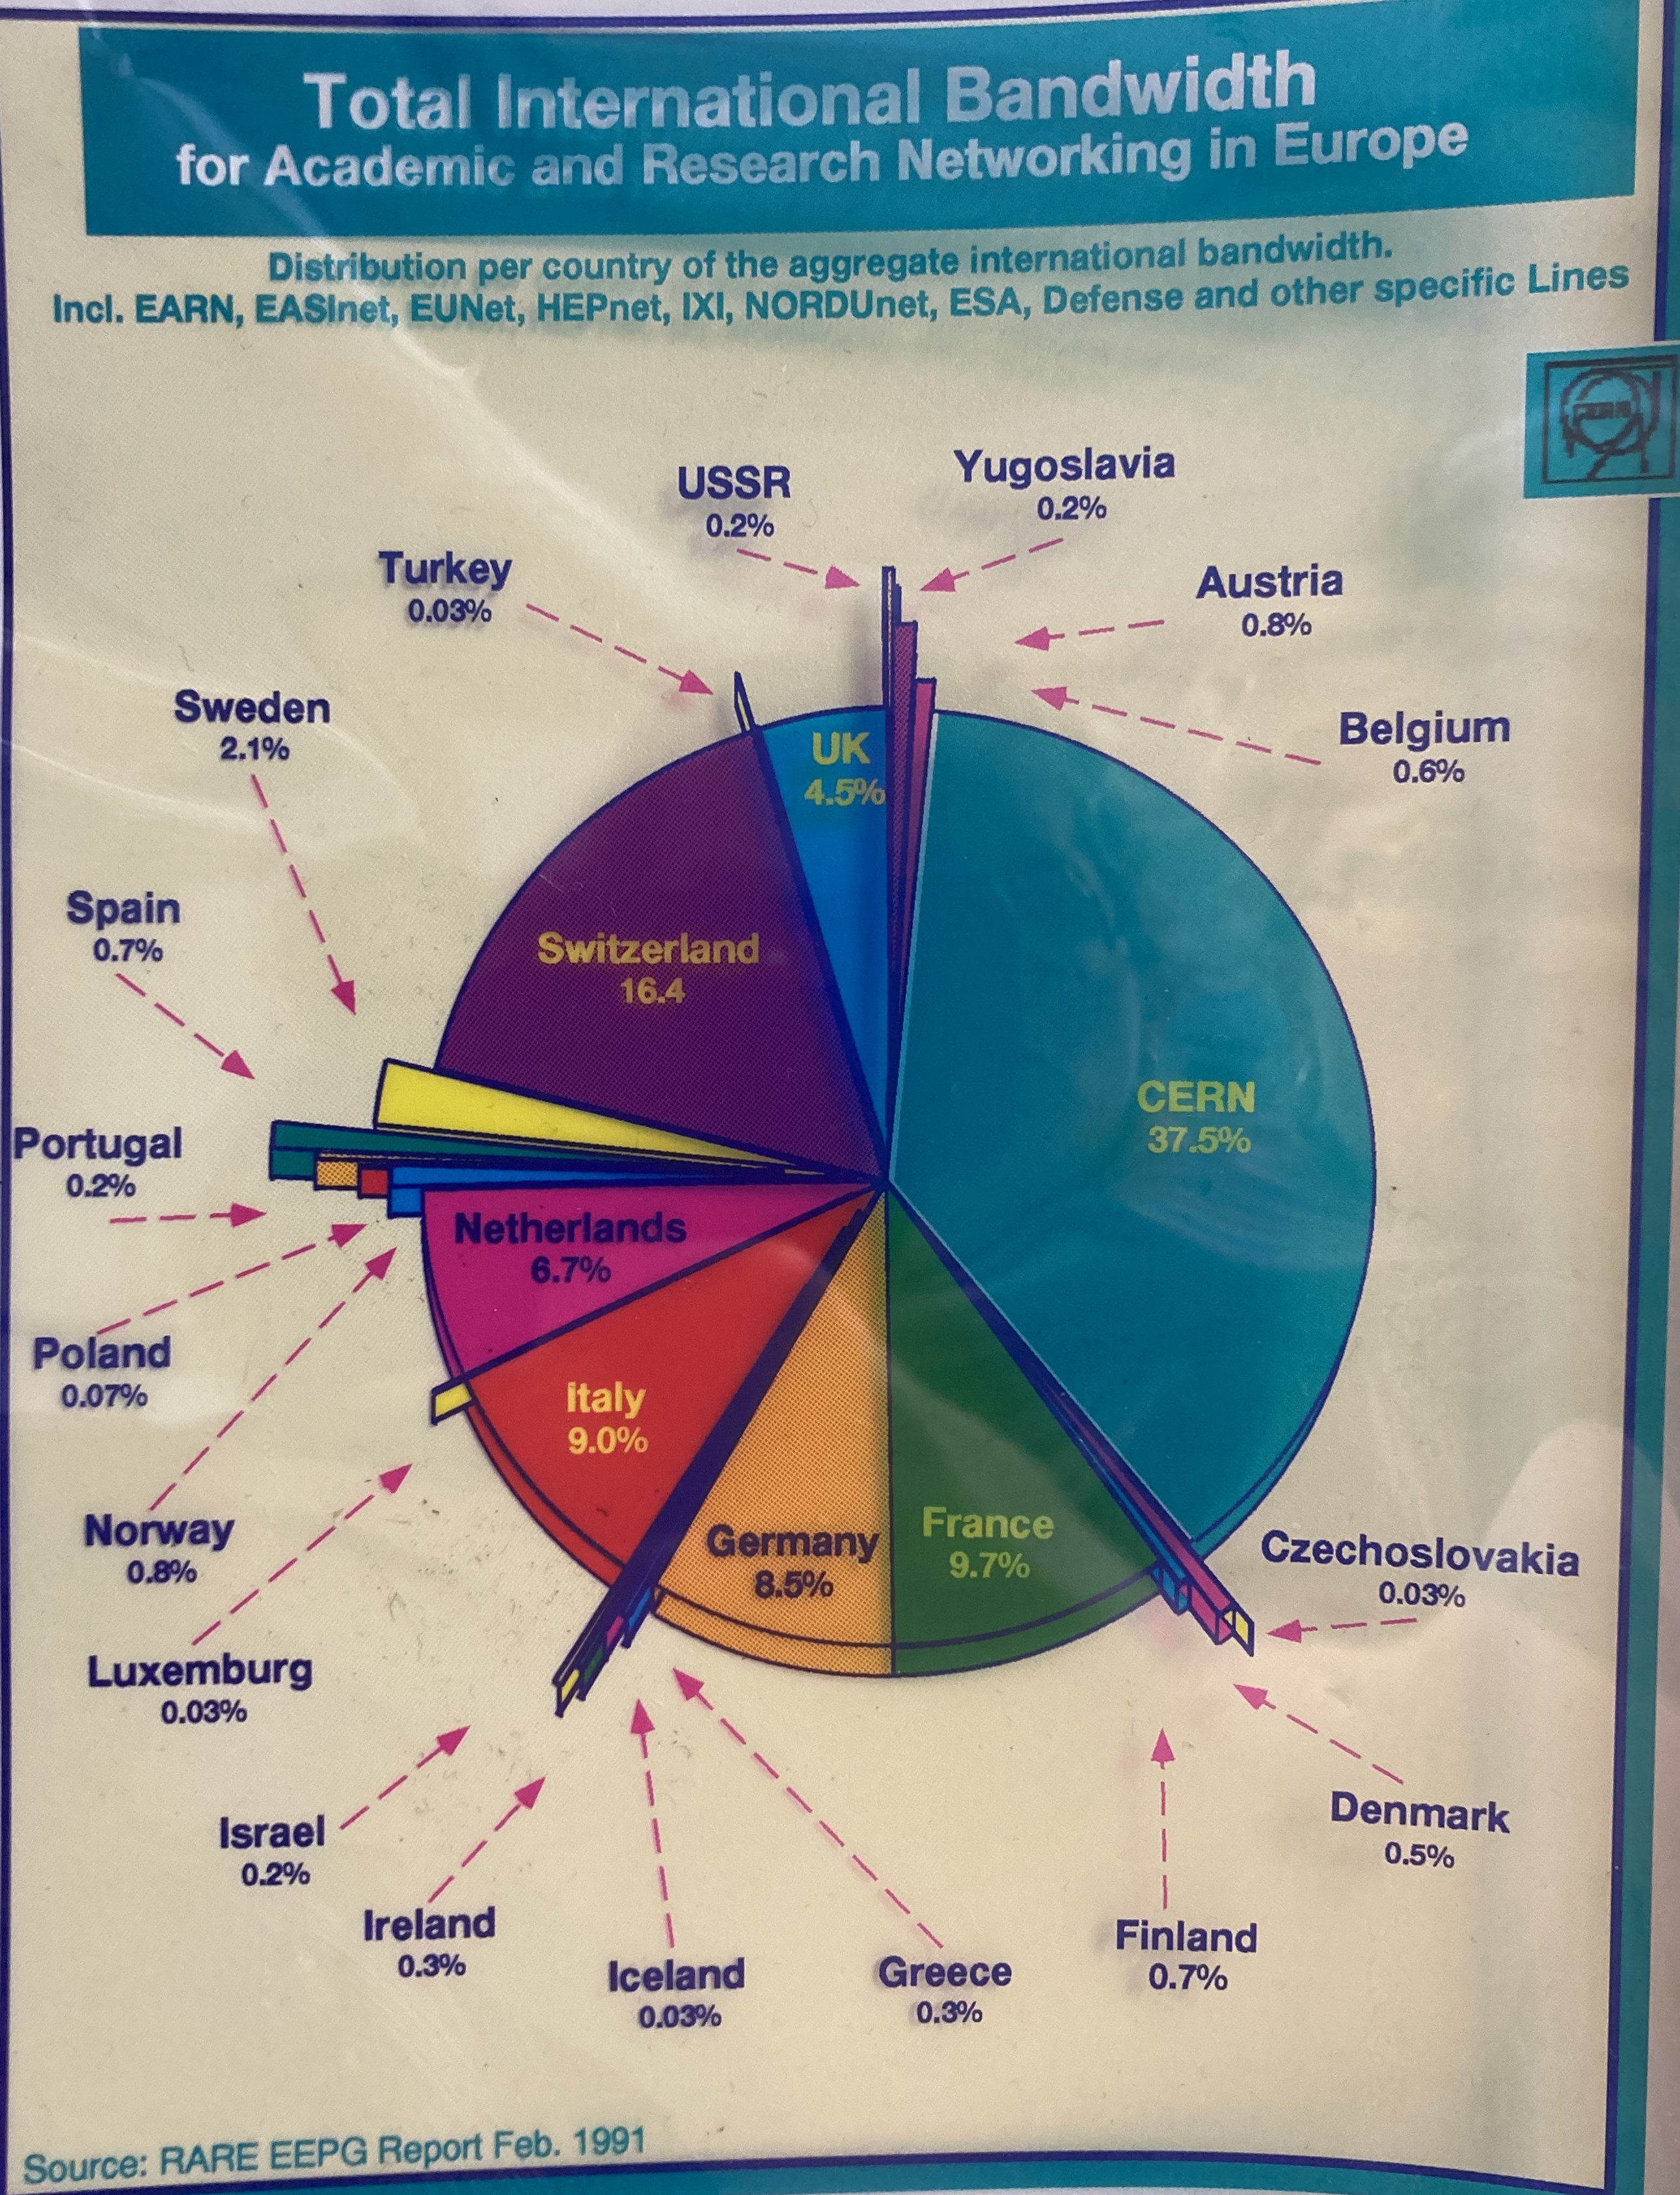 Total International Bandwidth
for Academic and Research Networking in Europe
Distribution per country of the aggregate international bandwidth.
Incl. EARN, EASInet, EUNet, HEPnet, IXI, NORDUnet, ESA, Defense and other specific Lines
CERN
USSR
0.2%
Yugoslavia
0.2%
Turkey
0.03%
Austria
0.8%
Sweden
2.1%
Belgium
0.6%
UK
4.5%
Spain
0.7%
Switzerland
16.4
CERN
37.5%
Portugal
0.2%
Netherlands
6.7%
Poland
0.07%
Italy
9.0%
Norway
0.8%
Germany
8.5%
France
9.7%
Czechoslovakia
0.03%
Luxemburg
0.03%
Israel
0.2%
Denmark
0.5%
Ireland
0.3%
Iceland
0.03%
Greece
0.3%
Finland
0.7%
Source: RARE EEPG Report Feb. 1991